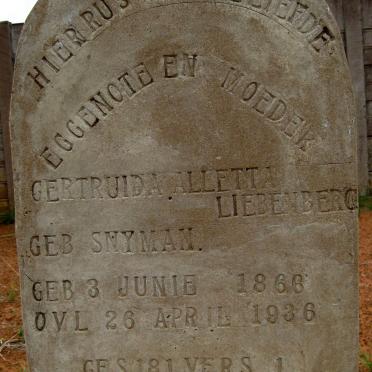 HIER RUS GELIEFDE
EGGENOTE EN MOEDER
GERTRUIDA ALLETTA
LIEBENBERG
GEB SNYMAN.
GEB 3 JUNIE 1866
OVL 26 APRIL 1936
GES 181 VERS 1